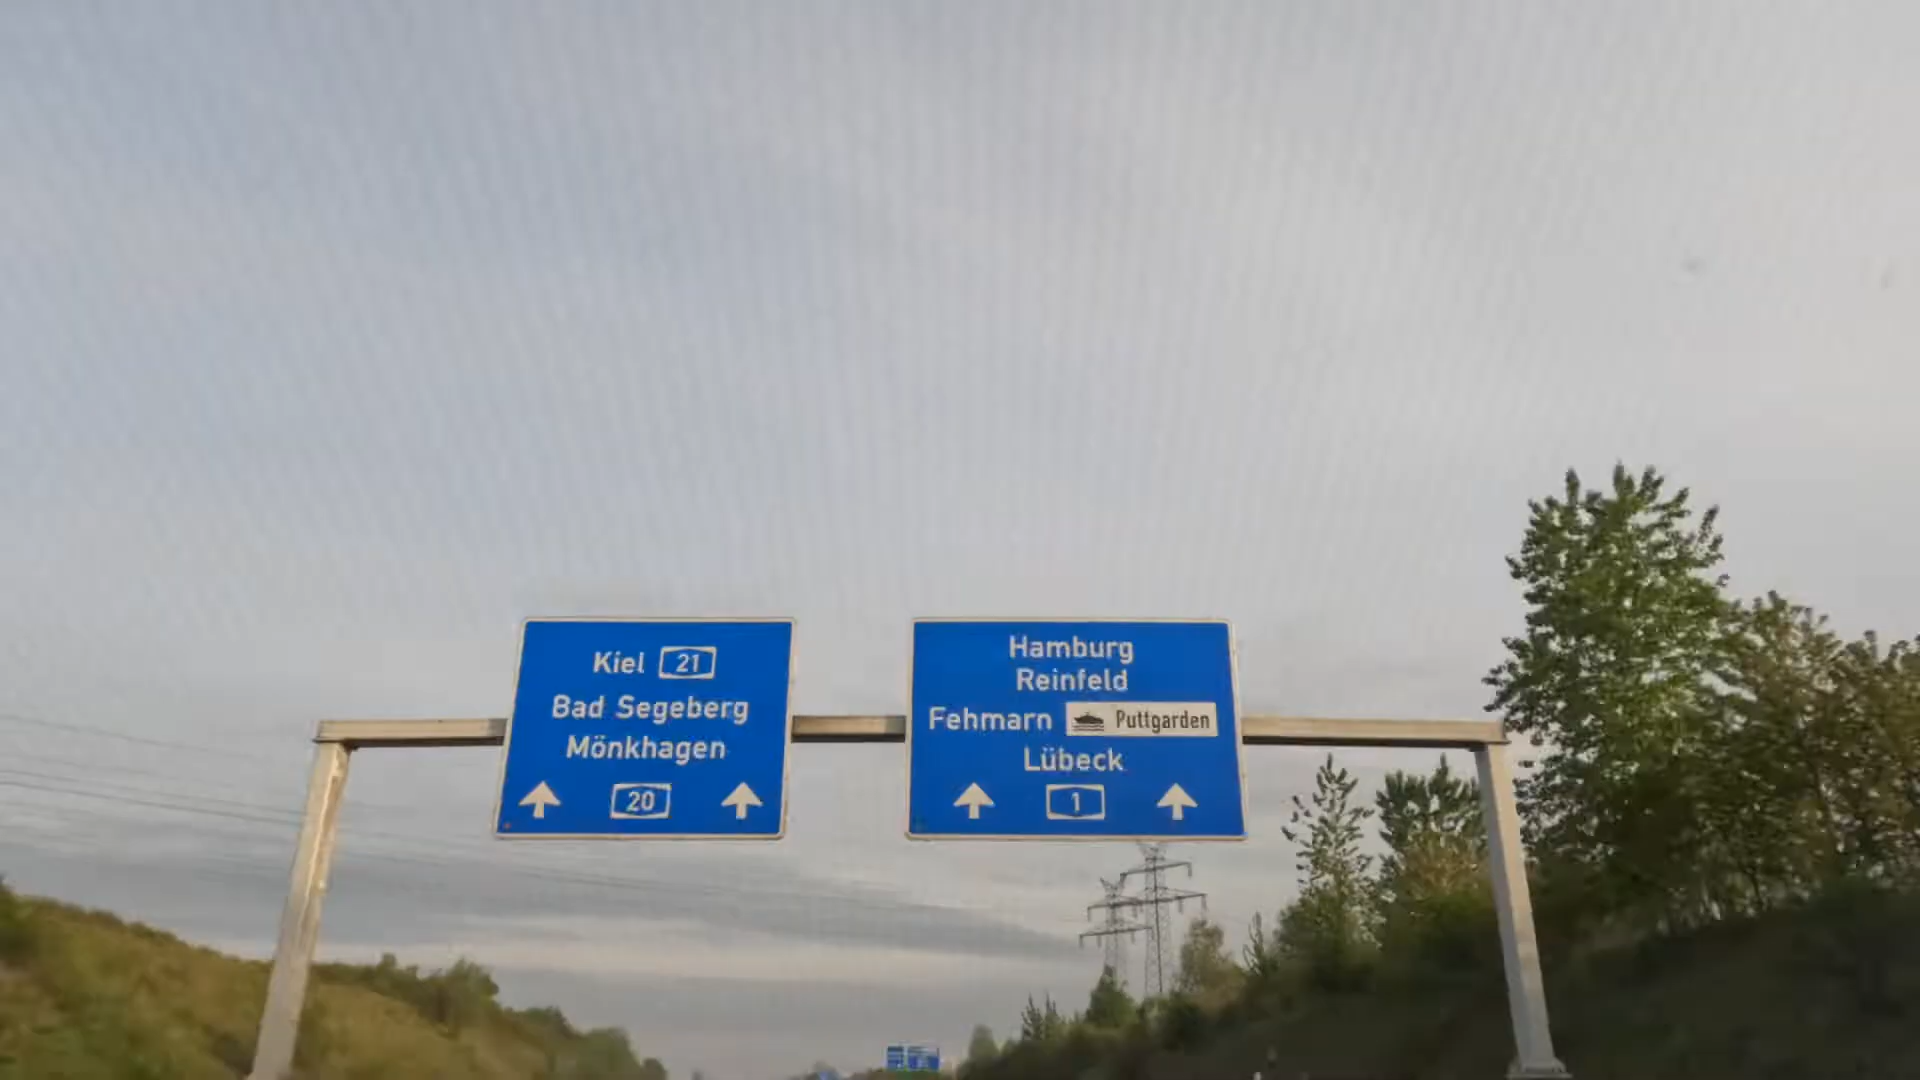 Kiel 21
Bad Segeberg
Mönkhagen
20
Hamburg
Reinfeld
Fehmarn Puttgarden
Lübeck
1